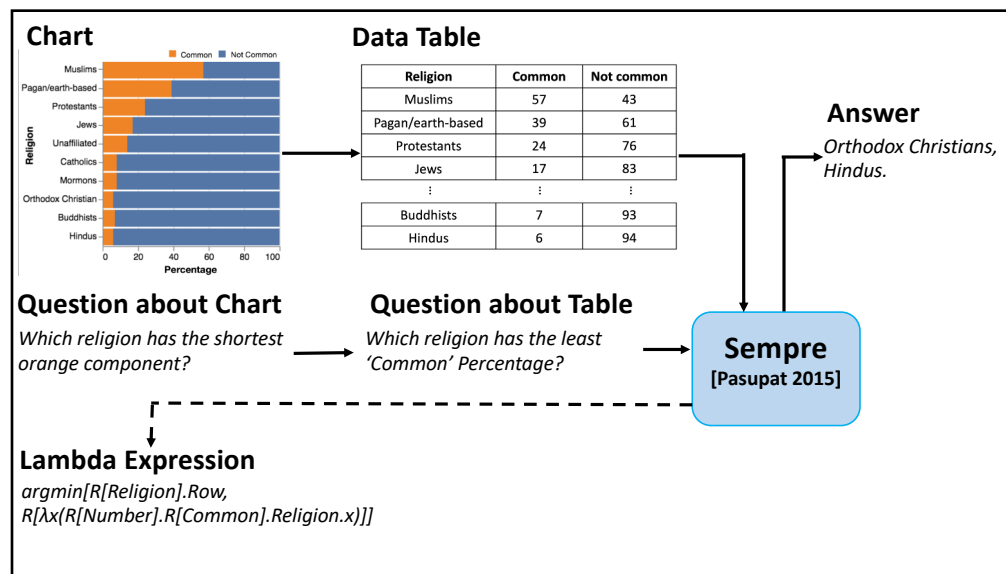 Chart
Common Not Common
Religion
Muslims
Pagan/earth-based
Protestants
Jews
Unaffiliated
Catholics
Mormons
Orthodox Christian
Buddhists
Hindus
0 20 40 60 80 100
Percentage
Data Table
Religion Common Not common
Muslims 57 43
Pagan/earth-based 39 61
Protestants 24 76
Jews 17 83
⋮ ⋮ ⋮
Buddhists 7 93
Hindus 6 94
Answer
Orthodox Christians,
Hindus.
Question about Chart
Which religion has the shortest
orange component?
Question about Table
Which religion has the least
‘Common’ Percentage?
Sempre
[Pasupat 2015]
Lambda Expression
argmin[R[Religion].Row,
R[λx(R[Number].R[Common].Religion.x)]]